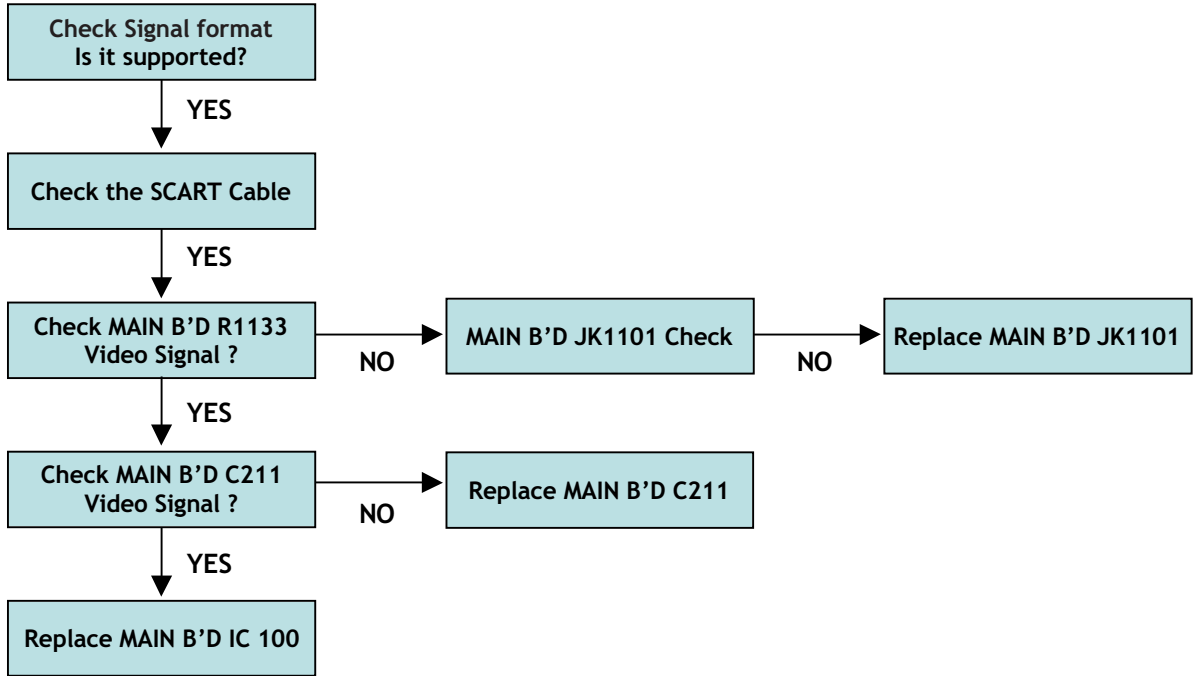 Check Signal format
Is it supported?
YES
Check the SCART Cable
YES
Check MAIN B’D R1133
Video Signal ?
NO
MAIN B’D JK1101 Check
NO
Replace MAIN B’D JK1101
YES
Check MAIN B’D C211
Video Signal ?
NO
Replace MAIN B’D C211
YES
Replace MAIN B’D IC 100